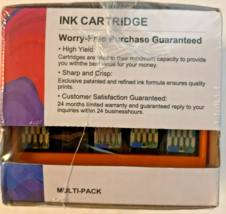 INK CARTRIDGE
Worry-Free Purchase Guaranteed
• High Yield:
Cartridges are filled to their maximum capacity to provide
you with the best value for your money.
• Sharp and Crisp:
Exclusive patented and refined ink formula ensures quality
prints.
• Customer Satisfaction Guaranteed:
24 months limited warranty and guaranteed reply to your
inquiries within 24 businesshours.
MULTI-PACK